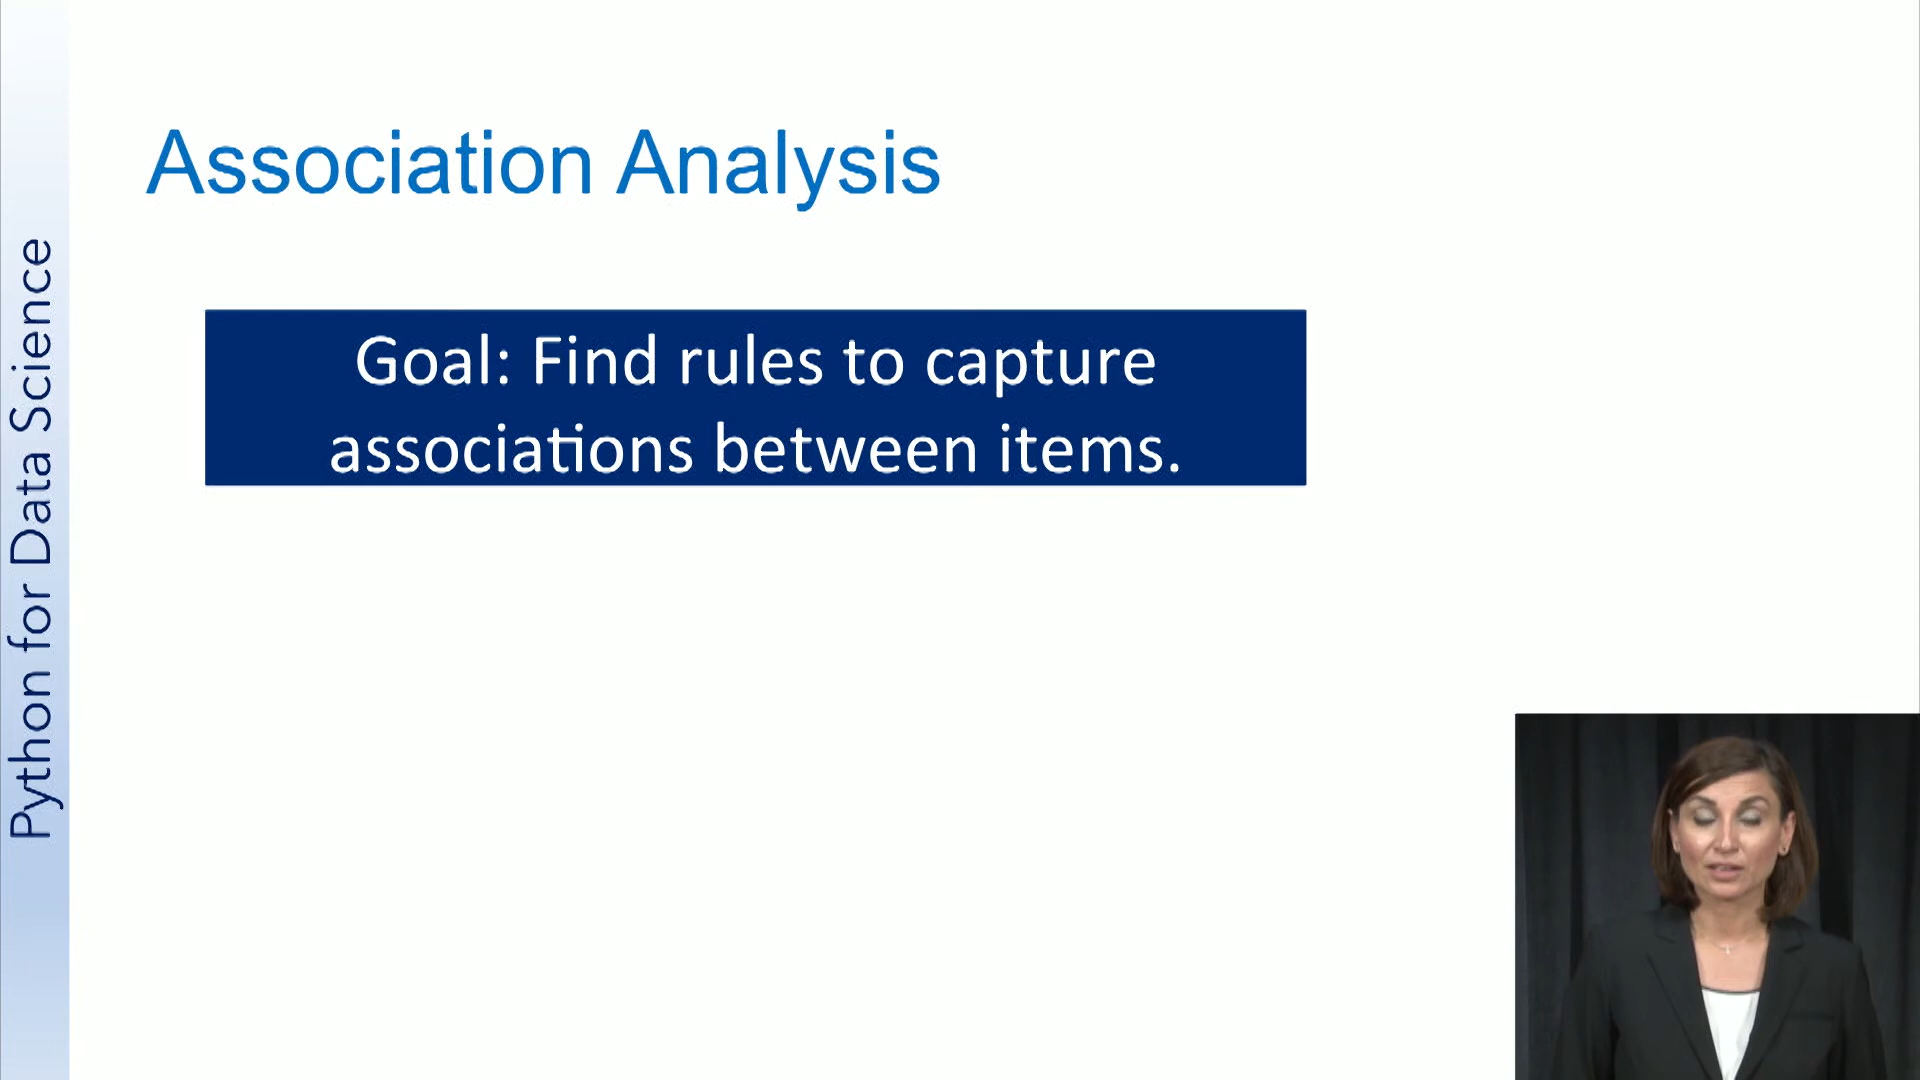 Association Analysis
Goal: Find rules to capture
associations between items.
Python for Data Science